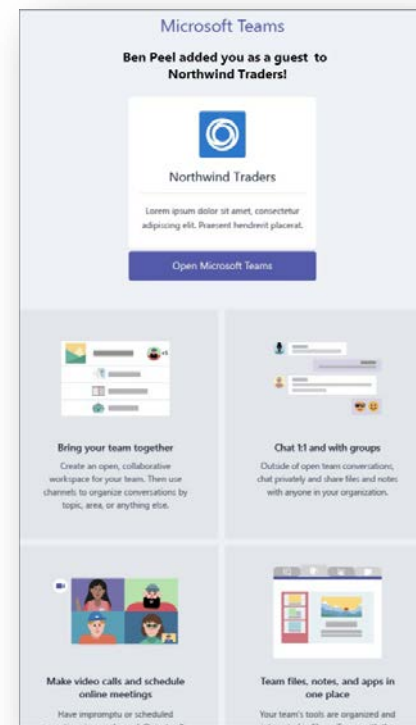 Microsoft Teams
Ben Peel added you as a guest to
Northwind Traders!
Northwind Traders
Lorem ipsum dolor sit amet, consectetur
adipiscing elit. Praesent hendrerit placerat.
Open Microsoft Teams
Bring your team together
Create an open, collaborative
workspace for your team. Then use
channels to organize conversations by
topic, area, or anything else.
Chat 1:1 and with groups
Outside of open team conversations,
chat privately and share files and notes
with anyone in your organization.
Make video calls and schedule
online meetings
Have impromptu or scheduled
Team files, notes, and apps in
one place
Your team's tools are organized and